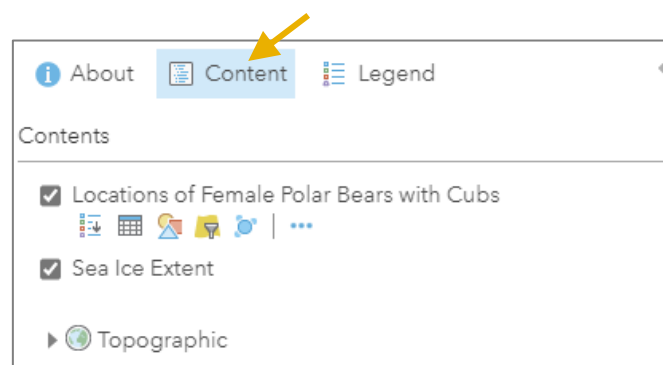 About Content Legend
Contents
Locations of Female Polar Bears with Cubs
Sea Ice Extent
Topographic